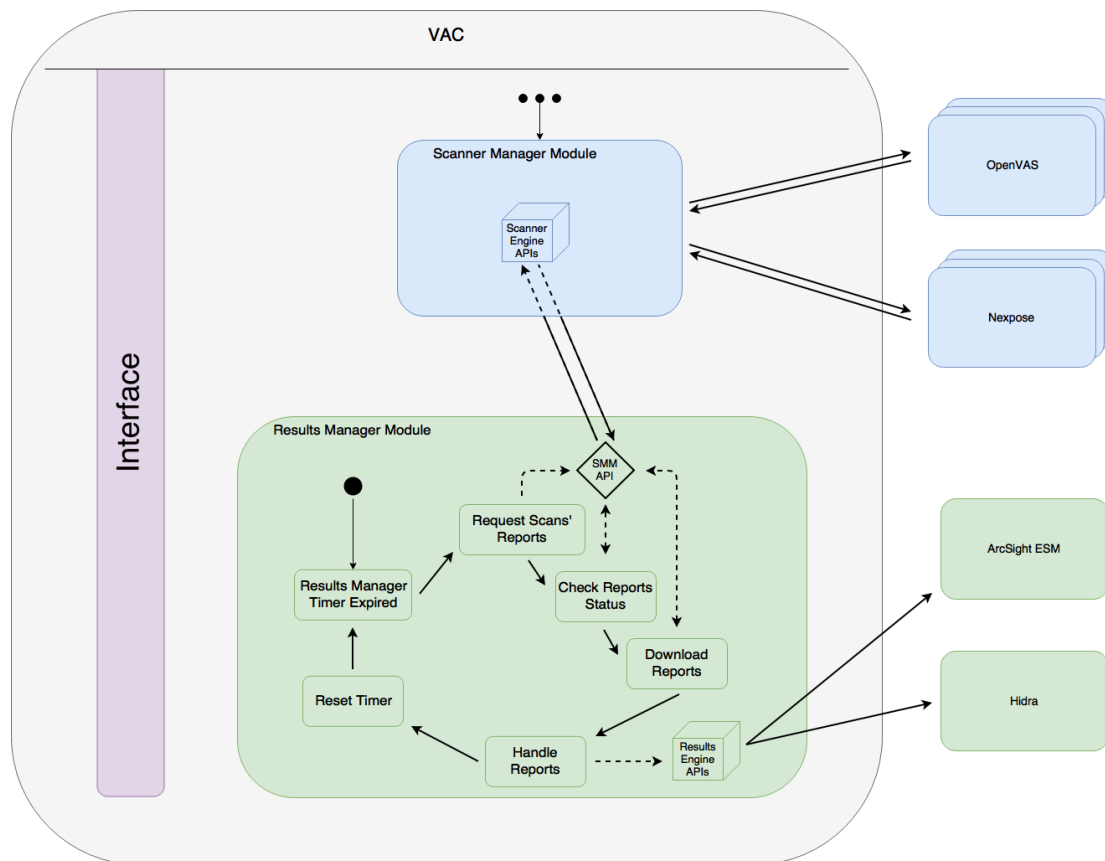 VAC
Interface
Scanner Manager Module
Scanner
Engine
APIs
OpenVAS
Nexpose
Results Manager Module
SMM
API
Request Scans'
Reports
Results Manager
Timer Expired
Check Reports
Status
Download
Reports
Reset Timer
Handle
Reports
Results
Engine
APIs
ArcSight ESM
Hidra